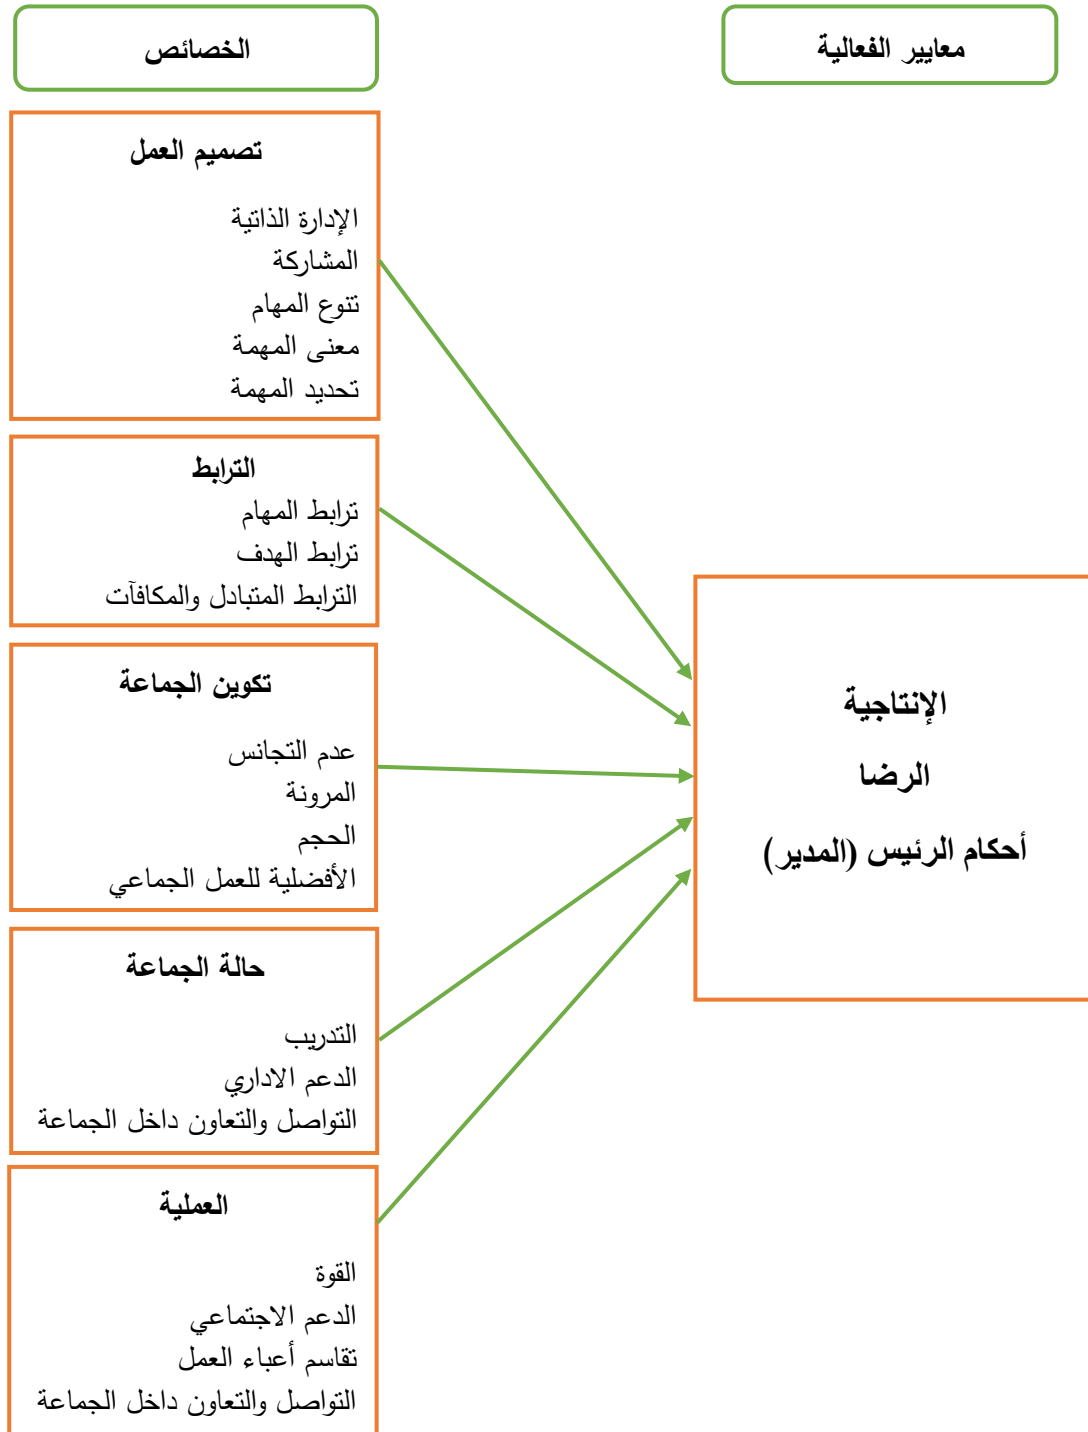 معايير الفعالية
الخصائص
تصميم العمل
الإدارة الذاتية
المشاركة
تنوع المهام
معنى المهمة
تحديد المهمة
الترابط
ترابط المهام
ترابط الهدف
الترابط المتبادل والمكافآت
تكوين الجماعة
عدم التجانس
المرونة
الحجم
الأفضلية للعمل الجماعي
حالة الجماعة
التدريب
الدعم الاداري
التواصل والتعاون داخل الجماعة
العملية
القوة
الدعم الاجتماعي
تقاسم أعباء العمل
التواصل والتعاون داخل الجماعة
الإنتاجية
الرضا
أحكام الرئيس (المدير)